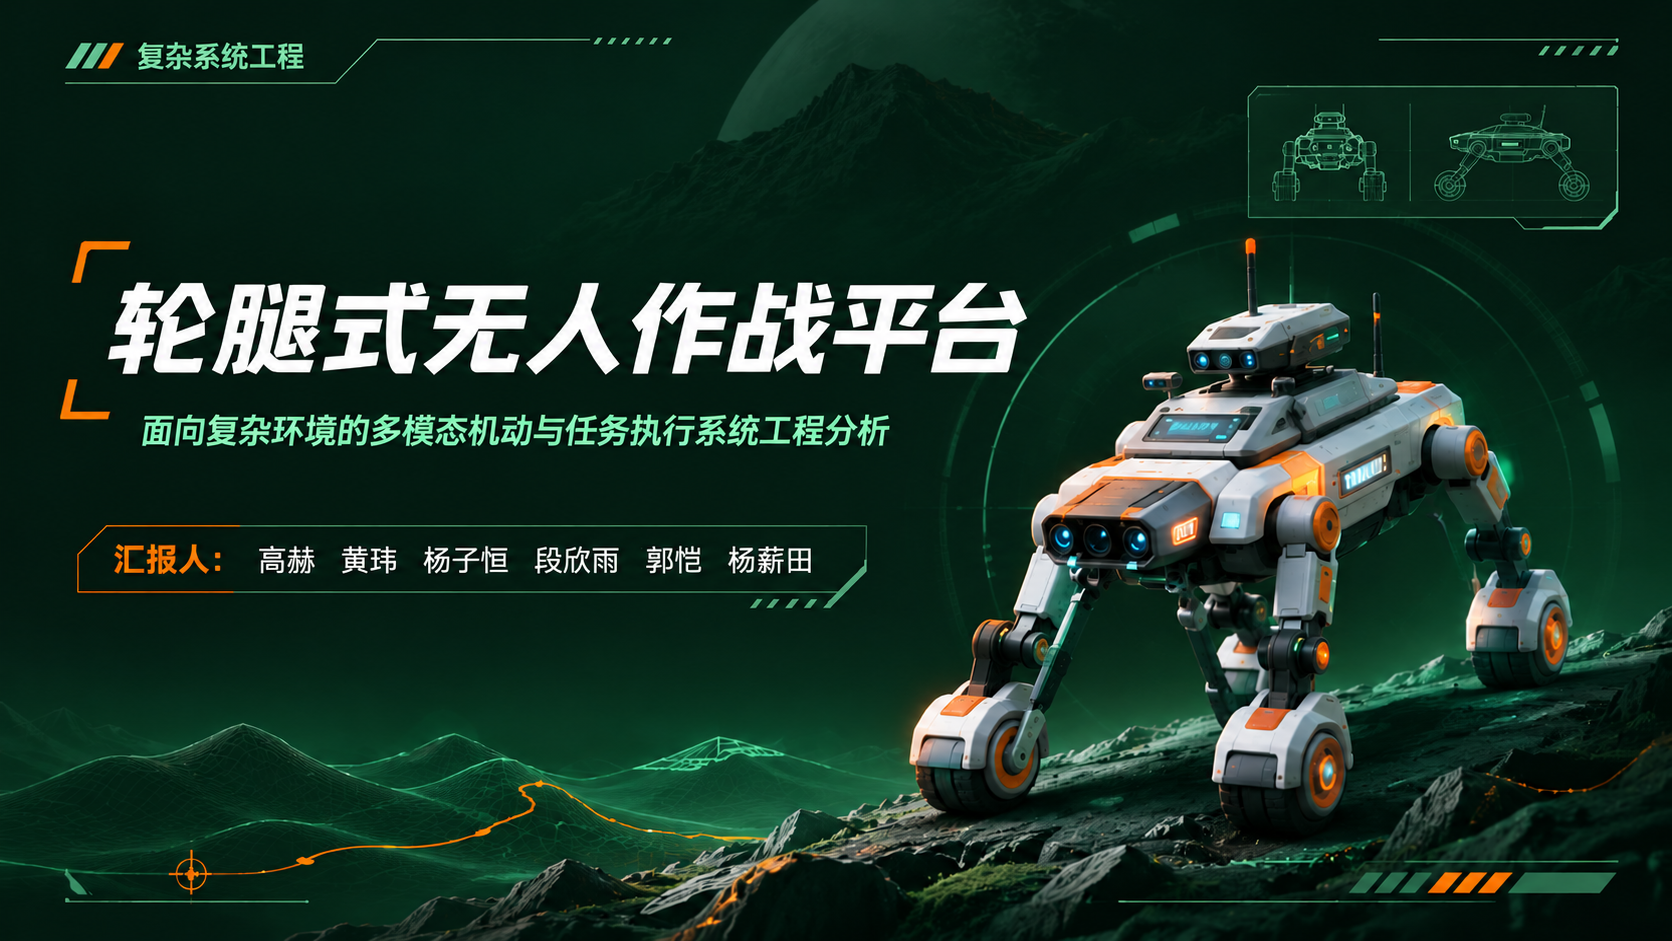 复杂系统工程
轮腿式无人作战平台
面向复杂环境的多模态机动与任务执行系统工程分析
汇报人： 高赫 黄玮 杨子恒 段欣雨 郭恺 杨薪田